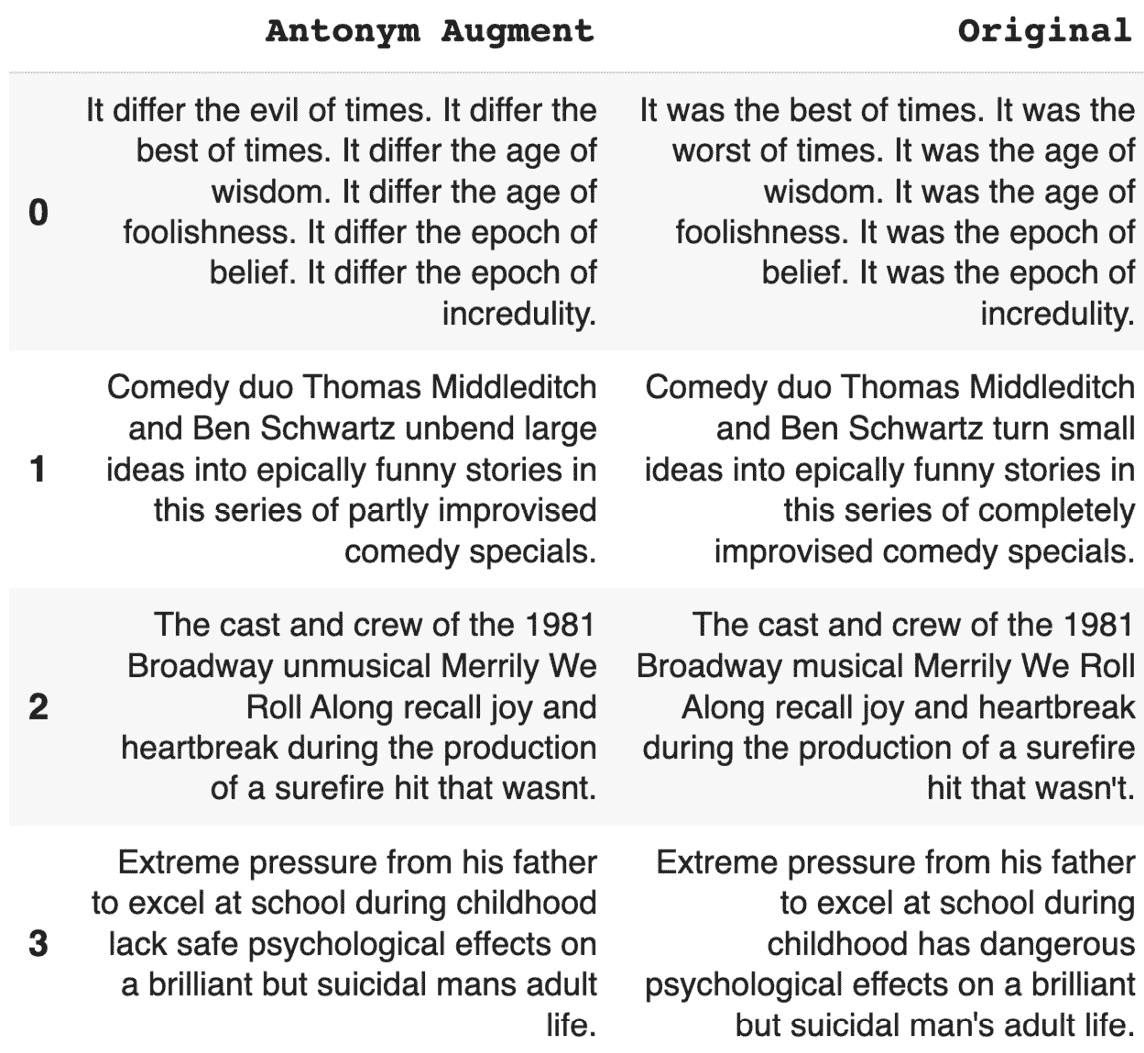 Antonym Augment Original
0
It differ the evil of times. It differ the
best of times. It differ the age of
wisdom. It differ the age of
foolishness. It differ the epoch of
belief. It differ the epoch of
incredulity.
It was the best of times. It was the
worst of times. It was the age of
wisdom. It was the age of
foolishness. It was the epoch of
belief. It was the epoch of
incredulity.
1
Comedy duo Thomas Middleditch
and Ben Schwartz unbend large
ideas into epically funny stories in
this series of partly improvised
comedy specials.
Comedy duo Thomas Middleditch
and Ben Schwartz turn small
ideas into epically funny stories in
this series of completely
improvised comedy specials.
2
The cast and crew of the 1981
Broadway unmusical Merrily We
Roll Along recall joy and
heartbreak during the production
of a surefire hit that wasnt.
The cast and crew of the 1981
Broadway musical Merrily We Roll
Along recall joy and heartbreak
during the production of a surefire
hit that wasn't.
3
Extreme pressure from his father
to excel at school during childhood
lack safe psychological effects on
a brilliant but suicidal mans adult
life.
Extreme pressure from his father
to excel at school during
childhood has dangerous
psychological effects on a brilliant
but suicidal man's adult life.